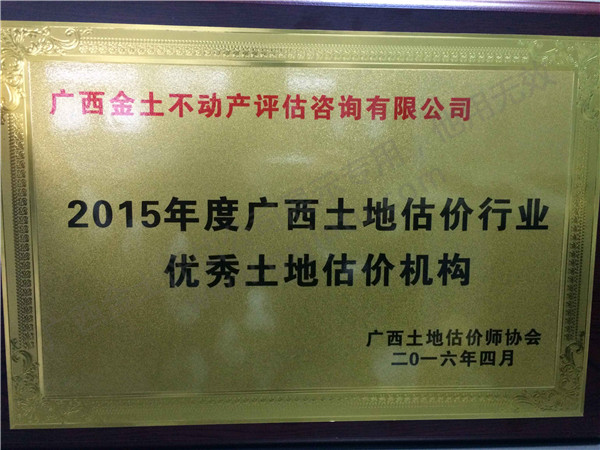 广西金土不动产评估咨询有限公司
2015年度广西土地估价行业
优秀土地估价机构
广西土地估价师协会
二0一六年四月